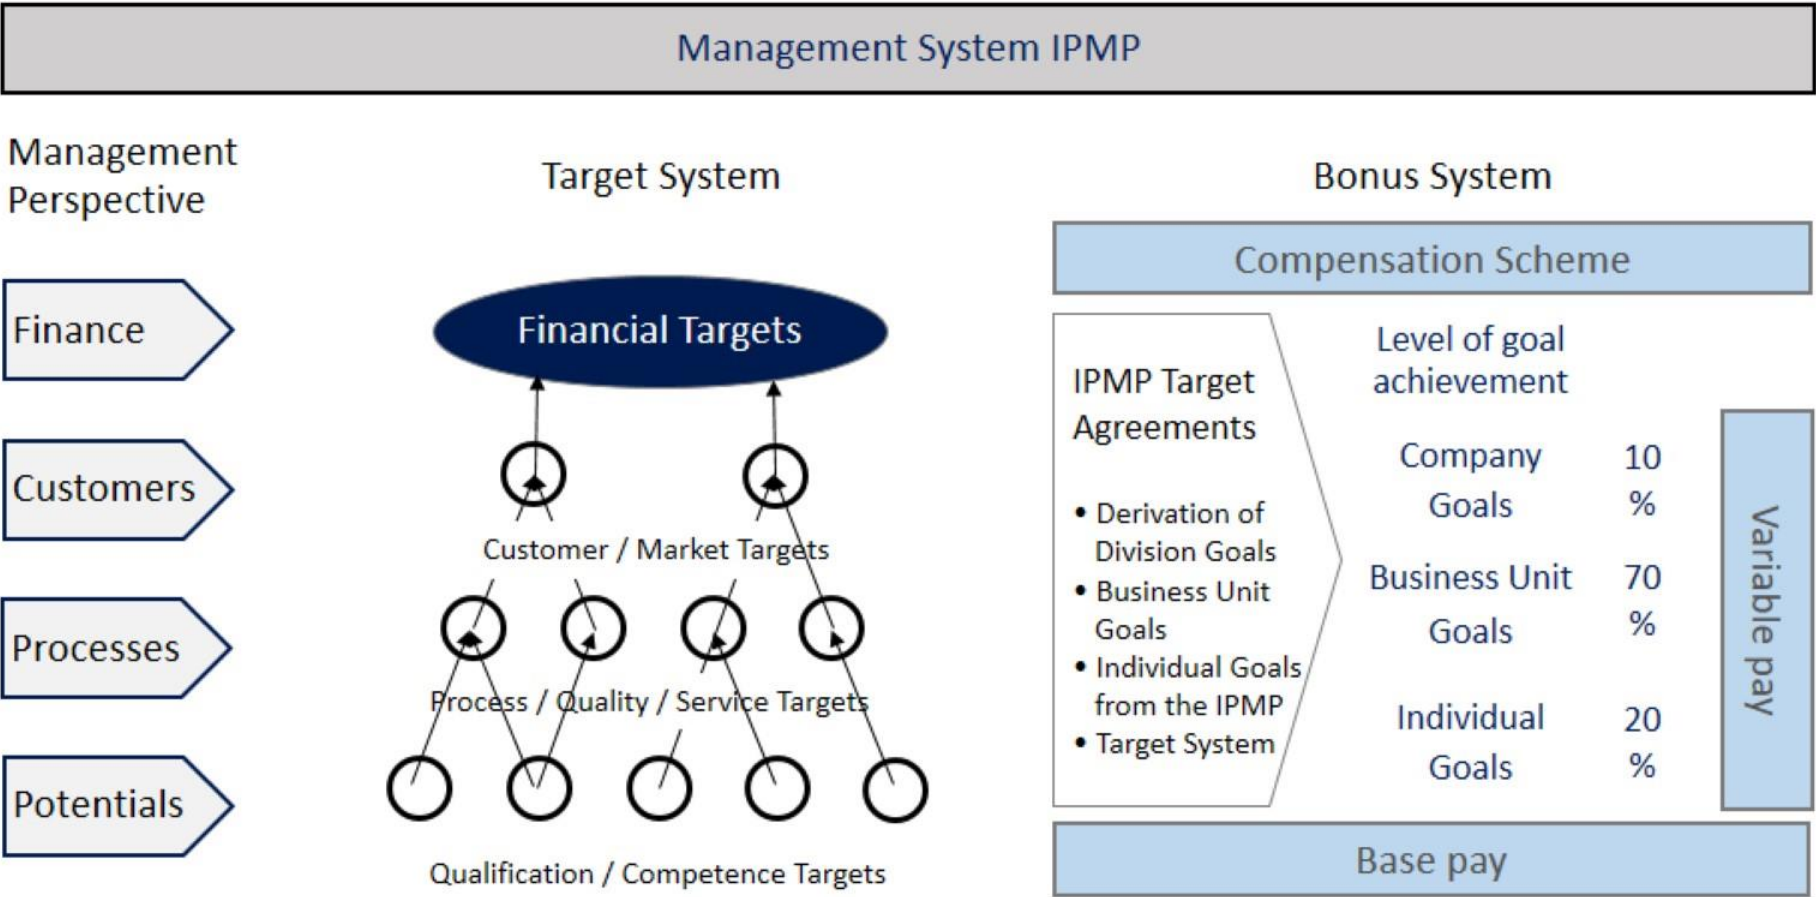 Management System IPMP
Management
Perspective
Finance
Customers
Processes
Potentials
Target System
Financial Targets
Customer / Market Targets
Process / Quality / Service Targets
Qualification / Competence Targets
Bonus System
Compensation Scheme
IPMP Target
Agreements
• Derivation of
Division Goals
• Business Unit
Goals
• Individual Goals
from the IPMP
• Target System
Level of goal
achievement
Company 10
Goals %
Business Unit 70
Goals %
Individual 20
Goals %
Variable pay
Base pay